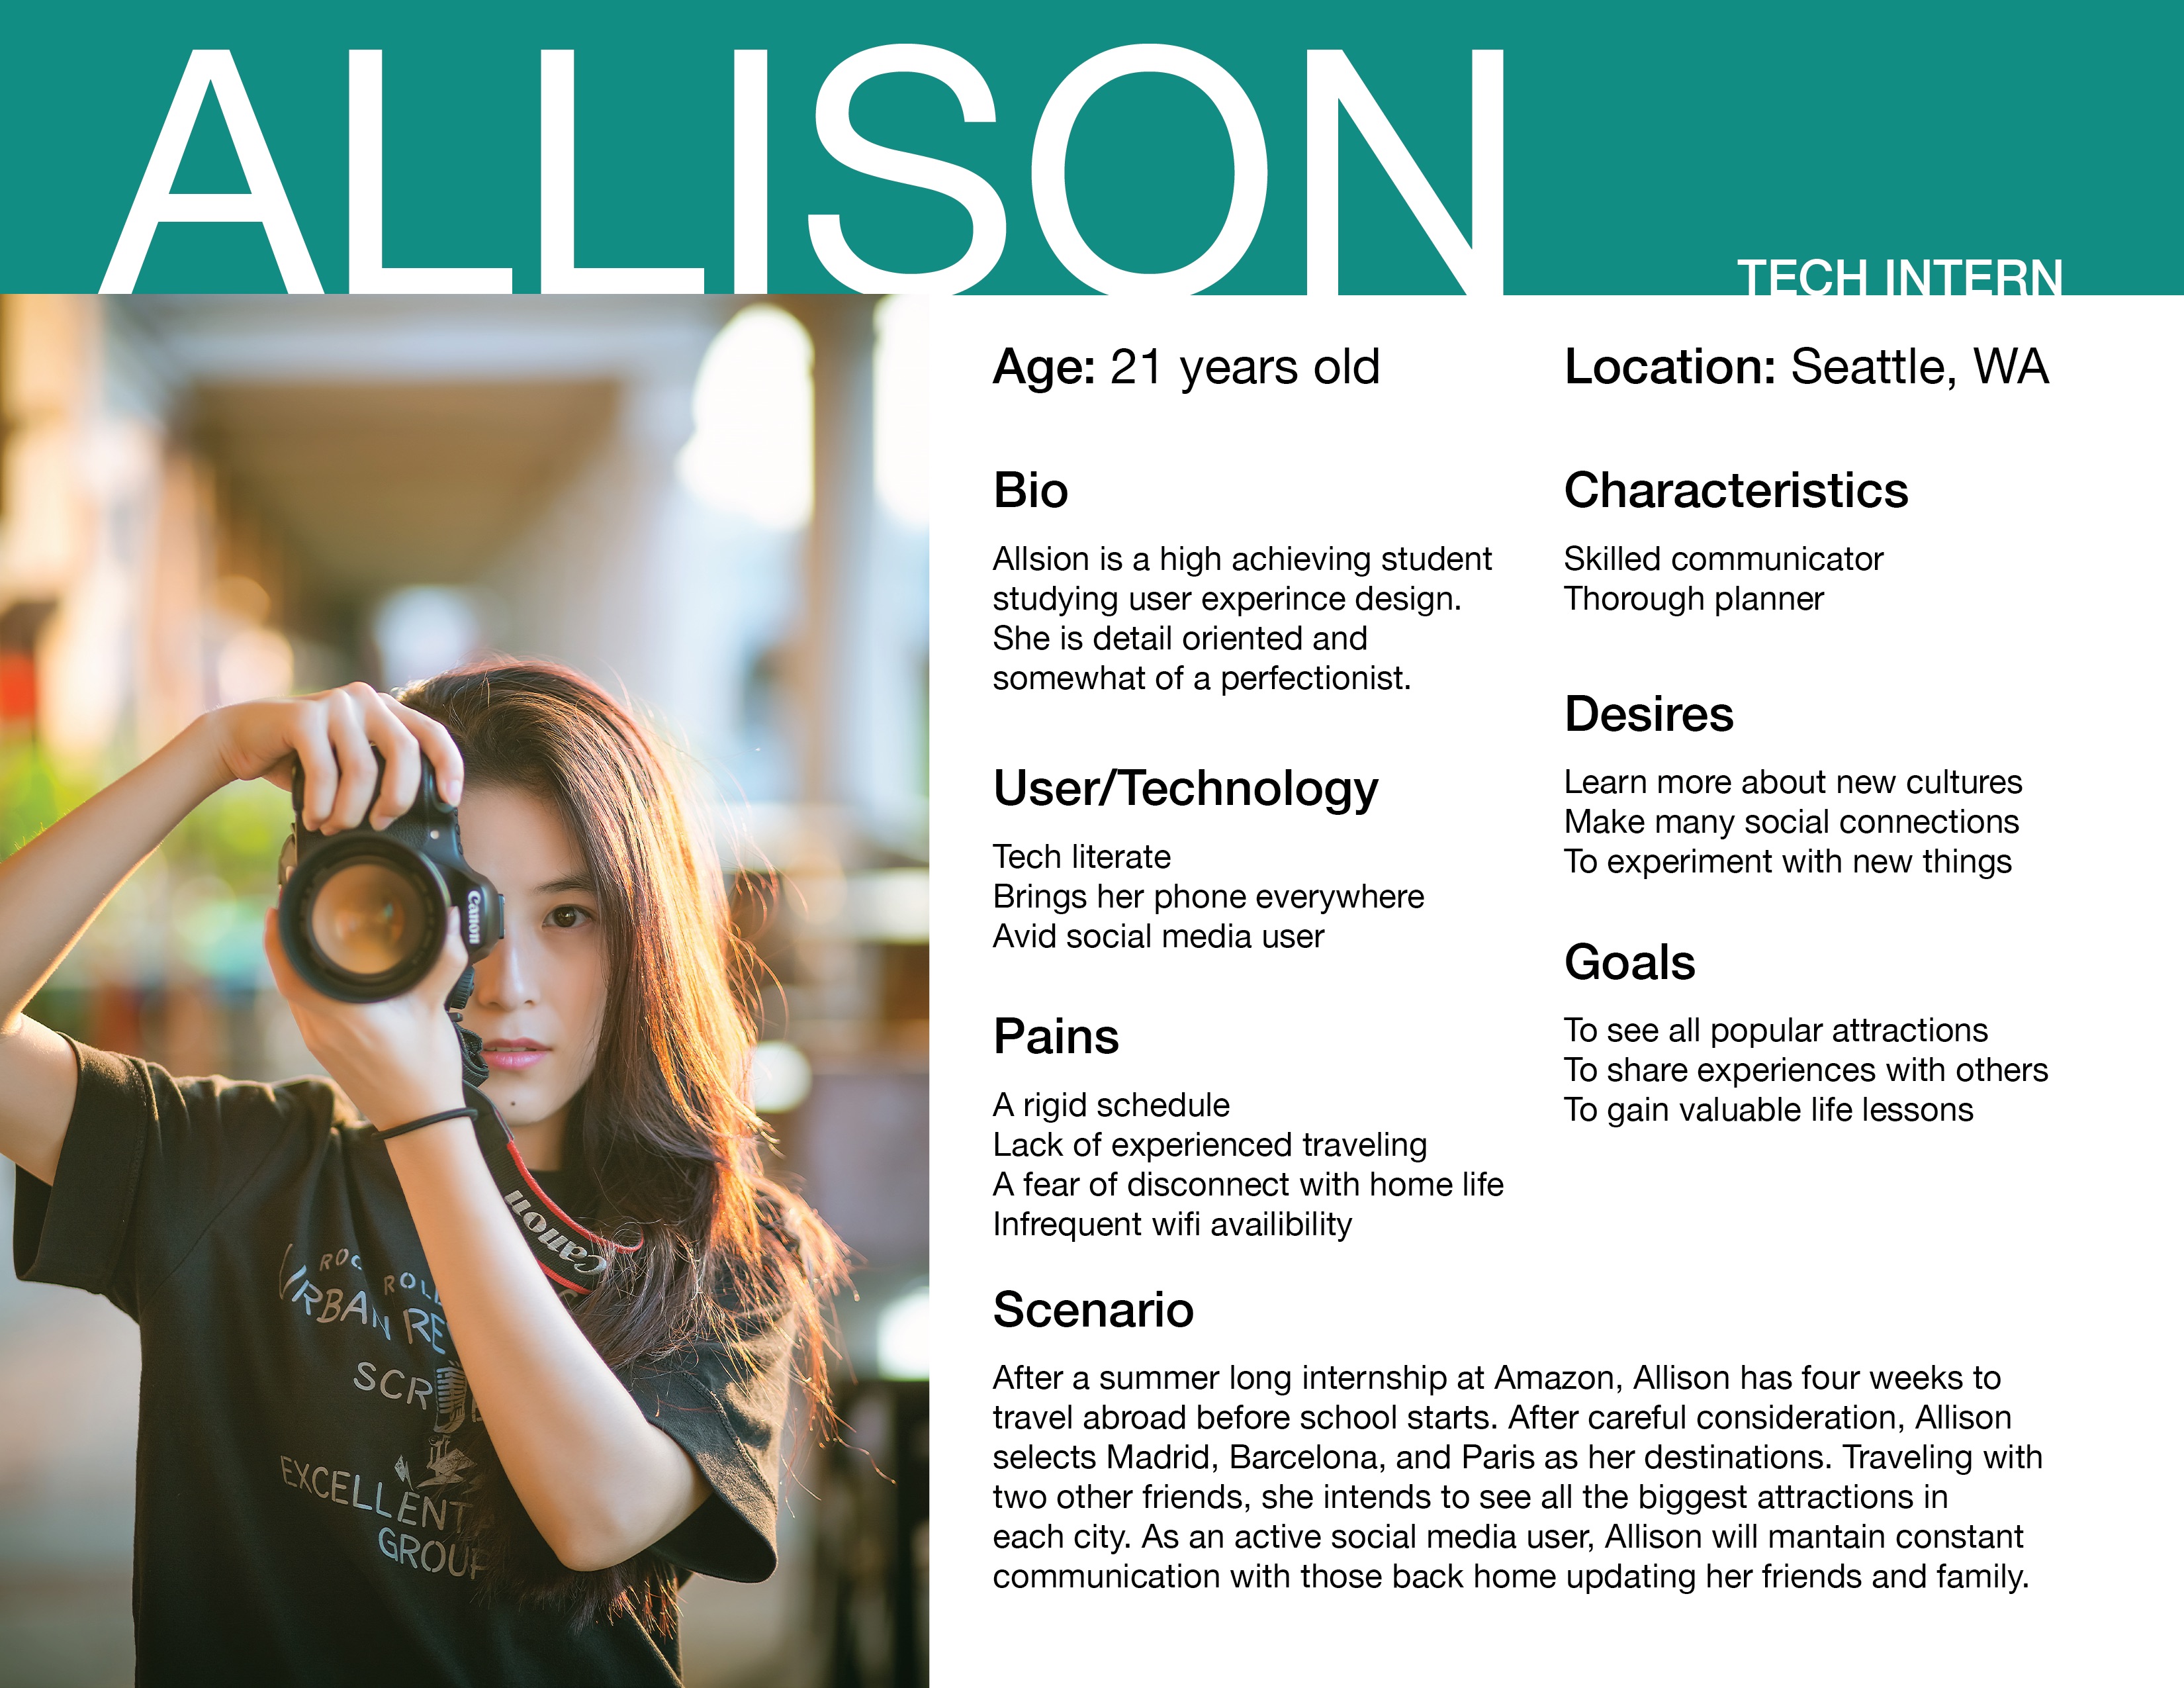 ALLISON
TECH INTERN
Age: 21 years old
Location: Seattle, WA
Bio
Allsion is a high achieving student
studying user experince design.
She is detail oriented and
somewhat of a perfectionist.
User/Technology
Tech literate
Brings her phone everywhere
Avid social media user
Pains
A rigid schedule
Lack of experienced traveling
A fear of disconnect with home life
Infrequent wifi availibility
Characteristics
Skilled communicator
Thorough planner
Desires
Learn more about new cultures
Make many social connections
To experiment with new things
Goals
To see all popular attractions
To share experiences with others
To gain valuable life lessons
Scenario
After a summer long internship at Amazon, Allison has four weeks to
travel abroad before school starts. After careful consideration, Allison
selects Madrid, Barcelona, and Paris as her destinations. Traveling with
two other friends, she intends to see all the biggest attractions in
each city. As an active social media user, Allison will mantain constant
communication with those back home updating her friends and family.
Canon
Canon
URBAN
EXCELLENT
GROUP